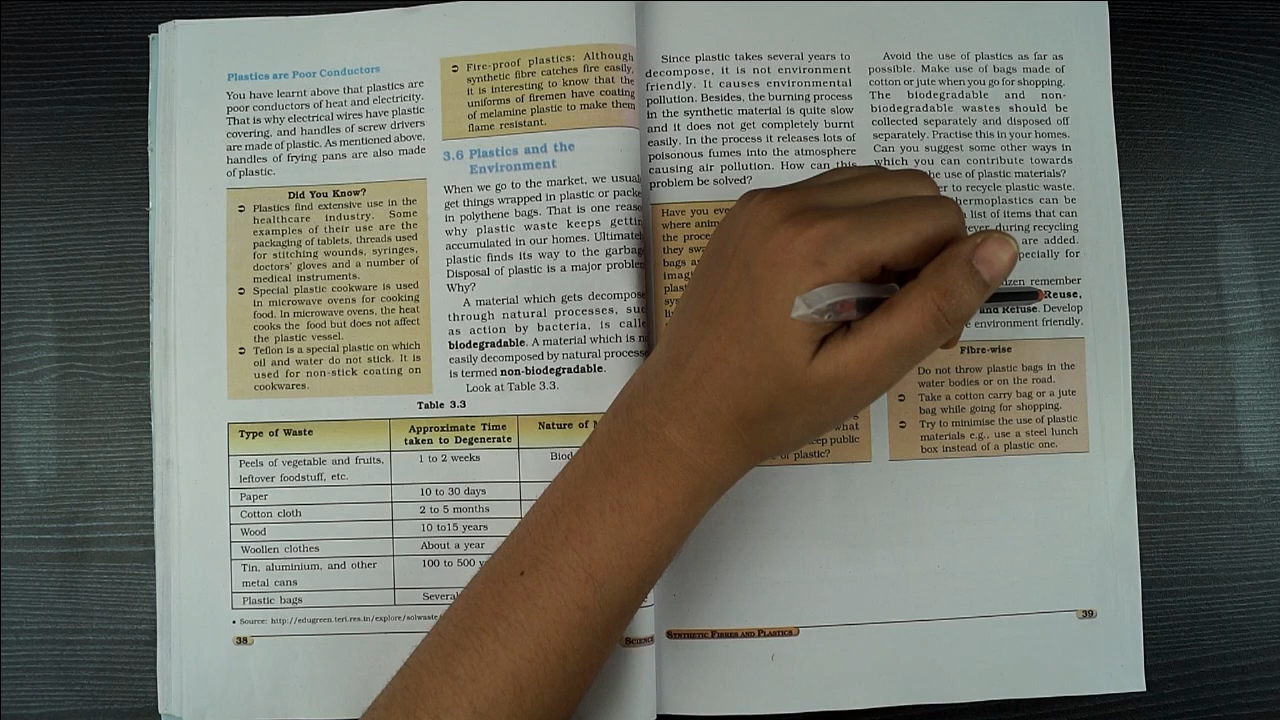 Plastics are Poor Conductors
You have learnt above that plastics are
poor conductors of heat and electricity.
That is why electrical wires have plastic
covering, and handles of screw drivers
are made of plastic. As mentioned above,
handles of frying pans are also made
of plastic.
Did You Know?
Plastics find extensive use in the
healthcare industry. Some
examples of their use are the
packaging of tablets, threads used
for stitching wounds, syringes,
doctors' gloves and a number of
medical instruments.
Special plastic cookware is used
in microwave ovens for cooking
food. In microwave ovens, the heat
cooks the food but does not affect
the plastic vessel.
Teflon is a special plastic on which
oil and water do not stick. It is
used for non-stick coating on
cookwares.
Fire-proof plastics: Although
synthetic fibre catches fire easily,
it is interesting to know that the
uniforms of firemen have coating
of melamine plastic to make them
flame resistant.
3.6 Plastics and the
Environment
When we go to the market, we usual
get things wrapped in plastic or packe
in polythene bags. That is one reaso
why plastic waste keeps gettin
accumulated in our homes. Ultimatel
plastic finds its way to the garbag
Disposal of plastic is a major problem
Why?
A material which gets decompose
through natural processes, suc
as action by bacteria, is calle
biodegradable. A material which is n
easily decomposed by natural processe
is termed non-biodegradable.
Look at Table 3.3.
Table 3.3
Type of Waste Approximate Time Nature of
taken to Degenerate
Peels of vegetable and fruits, 1 to 2 weeks Biod
leftover foodstuff, etc.
Paper 10 to 30 days
Cotton cloth 2 to 5 months
Wood 10 to15 years
Woollen clothes About a year
Tin, aluminium, and other 100 to 500
metal cans
Plastic bags Several
• Source: http://edugreen.teri.res.in/explore/solwaste/
38
SCIENC
Since plastic takes several years to
decompose, it is not environment
friendly. It causes environmental
pollution. Besides, the burning process
in the synthetic material is quite slow
and it does not get completely burnt
easily. In the process it releases lots of
poisonous fumes into the atmosphere
causing air pollution. How can this
problem be solved?
Have you eve
where anim
the proce
they swa
bags a
imag
plast
sys
what
eep public
of plastic?
Avoid the use of plastics as far as
possible. Make use of bags made of
cotton or jute when you go for shopping.
The biodegradable and non-
biodegradable wastes should be
collected separately and disposed off
separately. Practise this in your homes.
Can you suggest some other ways in
which you can contribute towards
the use of plastic materials?
er to recycle plastic waste.
hermoplastics can be
list of items that can
ever, during recycling
are added.
pecially for
izen remember
Reuse,
and Refuse. Develop
e environment friendly.
Fibre-wise
Do not throw plastic bags in the
water bodies or on the road.
Take a cotton carry bag or a jute
bag while going for shopping.
Try to minimise the use of plastic
materials e.g., use a steel lunch
box instead of a plastic one.
SYNTHETIC FIBRES AND PLASTICS
39